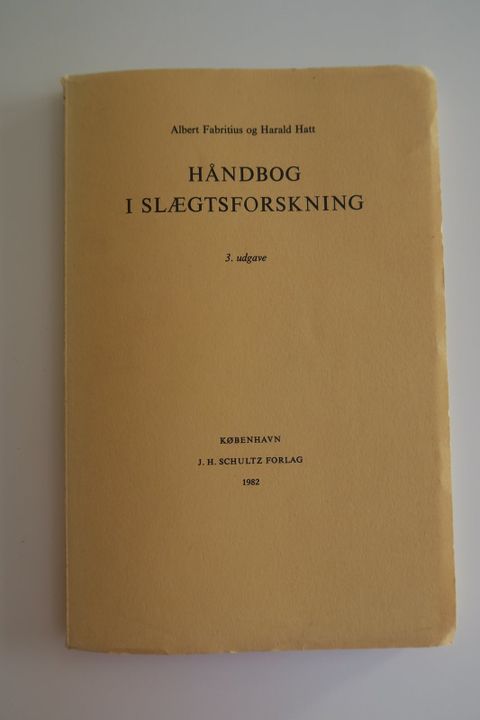 Albert Fabritius og Harald Hatt
HÅNDBOG
I SLÆGTSFORSKNING
3. udgave
KØBENHAVN
J. H. SCHULTZ FORLAG
1982